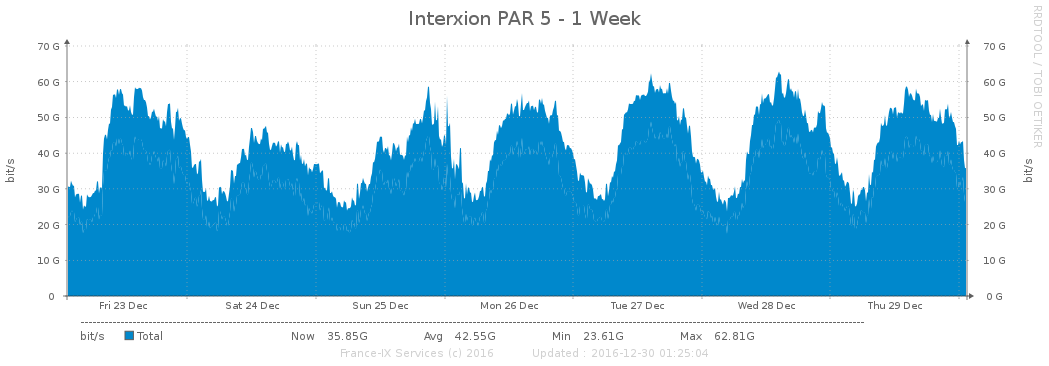 Interxion PAR 5 - 1 Week
RRDTOOL / TOBI OETIKER
70 G 70 G
60 G 60 G
50 G 50 G
40 G 40 G
30 G 30 G
20 G 20 G
10 G 10 G
0 0 G
bit/s bit/s
Fri 23 Dec Sat 24 Dec Sun 25 Dec Mon 26 Dec Tue 27 Dec Wed 28 Dec Thu 29 Dec
bit/s Total Now 35.85G Avg 42.55G Min 23.61G Max 62.81G
France-IX Services (c) 2016 Updated : 2016-12-30 01:25:04